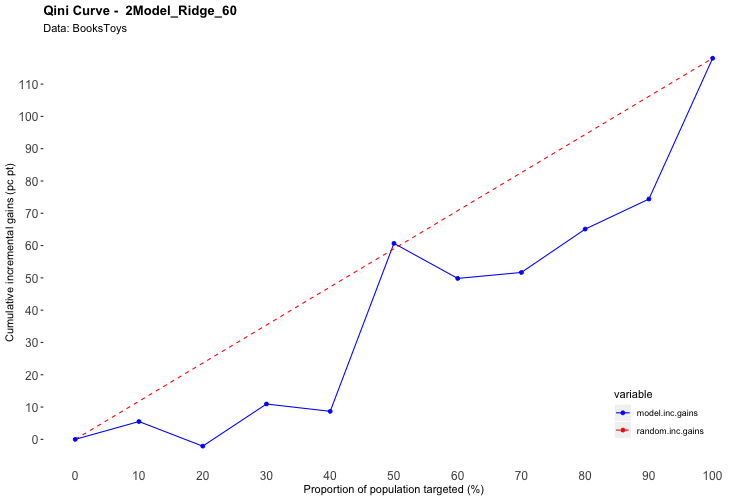 Qini Curve -  2Model_Ridge_60
Data: BooksToys
Cumulative incremental gains (pc pt)
110
100
90
80
70
60
50
40
30
20
10
0
variable
model.inc.gains
random.inc.gains
0 10 20 30 40 50 60 70 80 90 100
Proportion of population targeted (%)